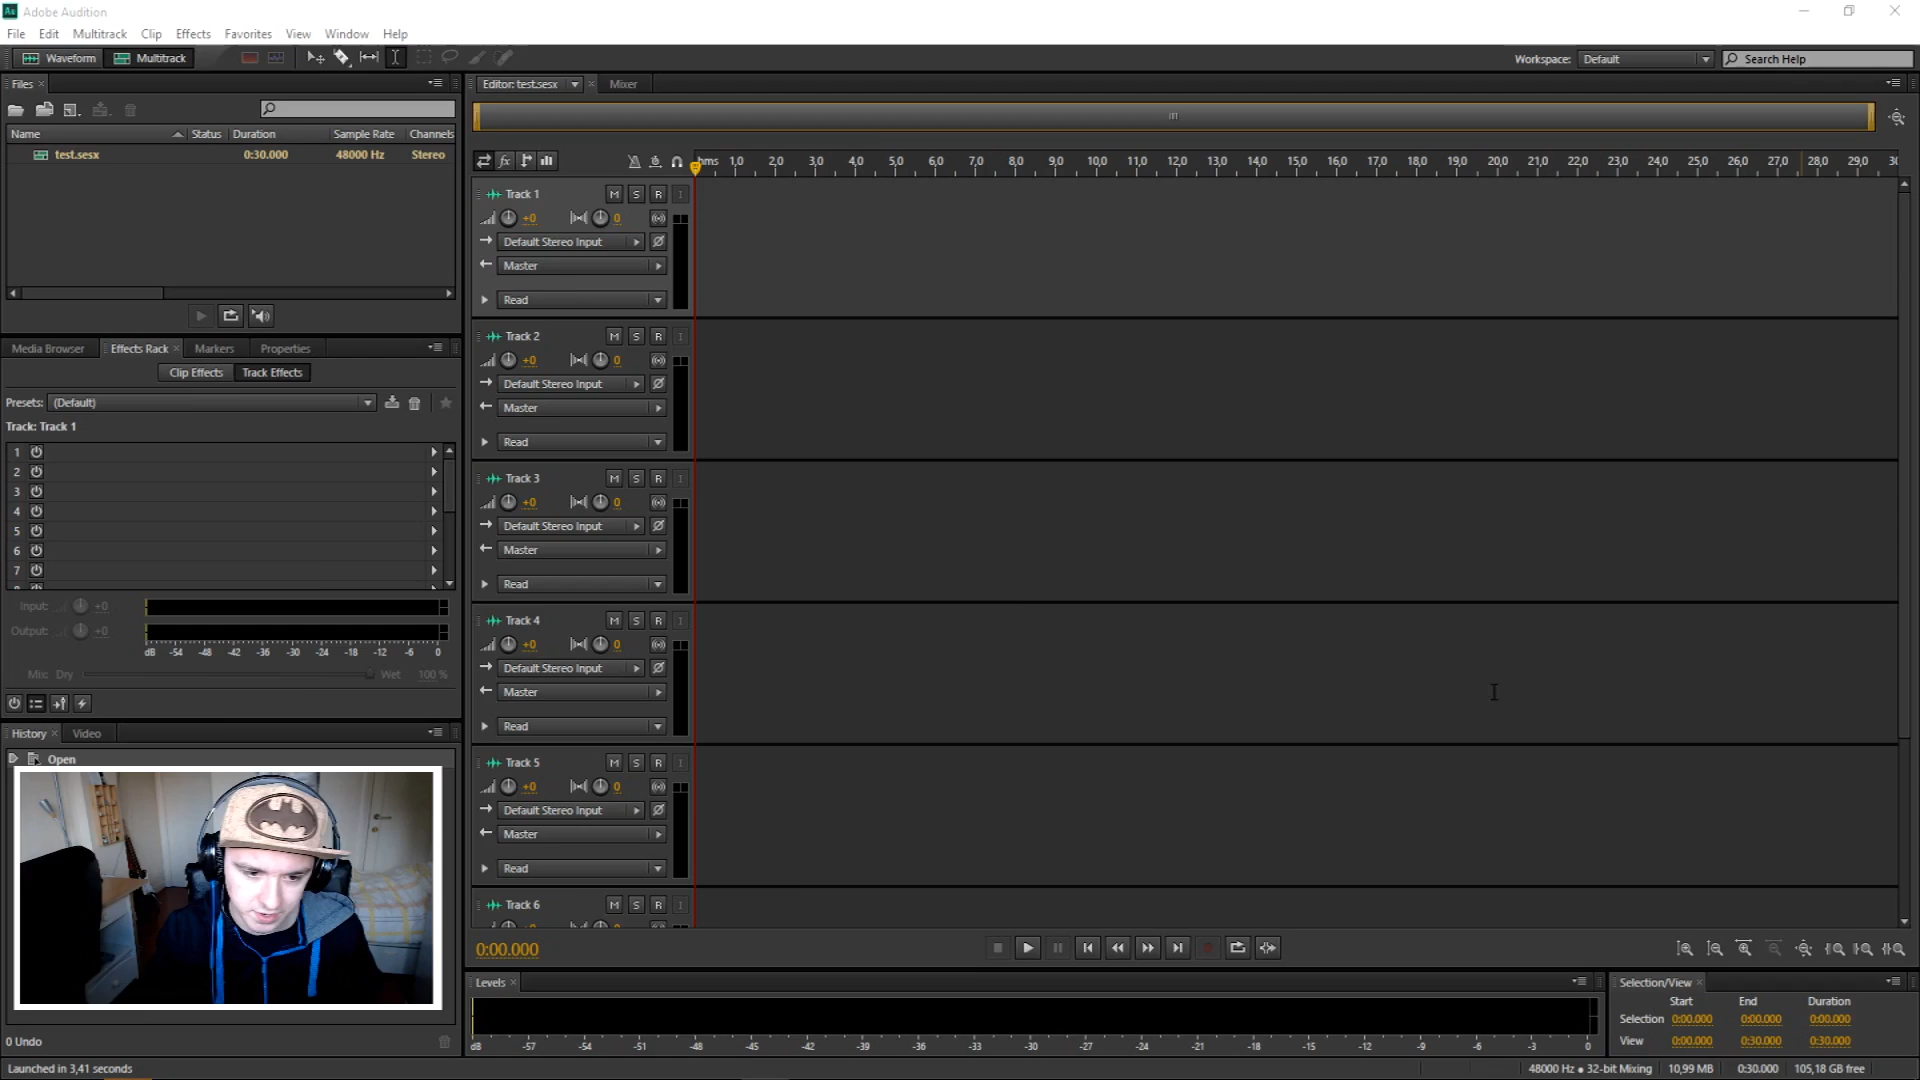 Au Adobe Audition
File Edit Multitrack Clip Effects Favorites View Window Help
Waveform Multitrack Workspace: Default Search Help
Files
Name Status Duration Sample Rate Channels
test.sesx 0:30.000 48000 Hz Stereo
Media Browser Effects Rack Markers Properties
Clip Effects Track Effects
Presets: (Default)
Track: Track 1
1
2
3
4
5
6
7
Input: +0
Output: +0
dB -54 -48 -42 -36 -30 -24 -18 -12 -6 0
Mix: Dry Wet 100 %
History Video
Open
0 Undo
Editor: test.sesx Mixer
fx hms 1,0 2,0 3,0 4,0 5,0 6,0 7,0 8,0 9,0 10,0 11,0 12,0 13,0 14,0 15,0 16,0 17,0 18,0 19,0 20,0 21,0 22,0 23,0 24,0 25,0 26,0 27,0 28,0 29,0 30
Track 1 M S R I
+0 0
Default Stereo Input
Master
Read
Track 2 M S R I
+0 0
Default Stereo Input
Master
Read
Track 3 M S R I
+0 0
Default Stereo Input
Master
Read
Track 4 M S R I
+0 0
Default Stereo Input
Master
Read
Track 5 M S R I
+0 0
Default Stereo Input
Master
Read
Track 6 M S R I
0:00.000
Levels
dB -57 -54 -51 -48 -45 -42 -39 -36 -33 -30 -27 -24 -21 -18 -15 -12 -9 -6 -3 0
Selection/View
Start End Duration
Selection 0:00.000 0:00.000 0:00.000
View 0:00.000 0:30.000 0:30.000
Launched in 3,41 seconds 48000 Hz ● 32-bit Mixing 10,99 MB 0:30.000 105,18 GB free